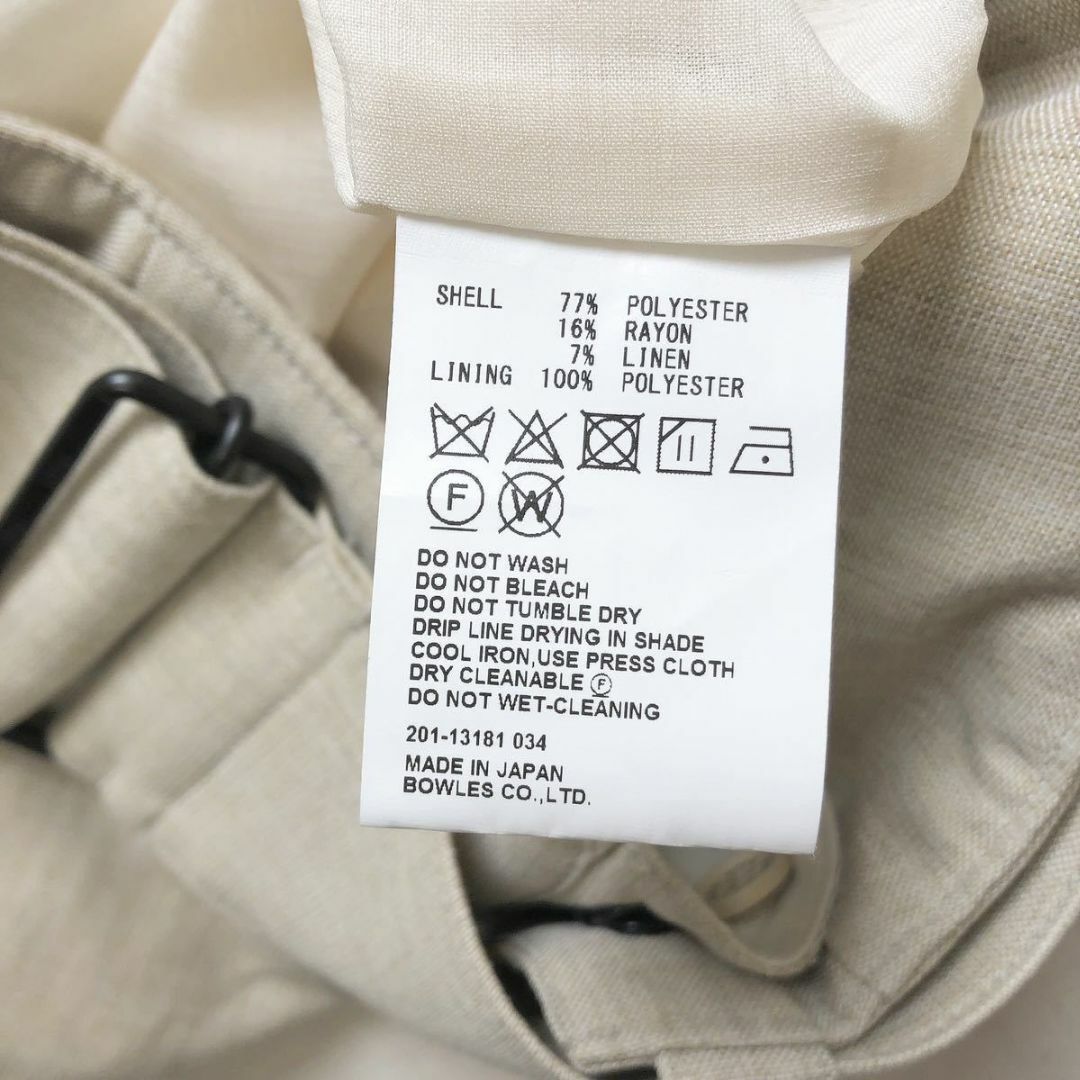 SHELL 77% POLYESTER
16% RAYON
7% LINEN
LINING 100% POLYESTER
F W
DO NOT WASH
DO NOT BLEACH
DO NOT TUMBLE DRY
DRIP LINE DRYING IN SHADE
COOL IRON,USE PRESS CLOTH
DRY CLEANABLE Ⓕ
DO NOT WET-CLEANING
201-13181 034
MADE IN JAPAN
BOWLES CO.,LTD.